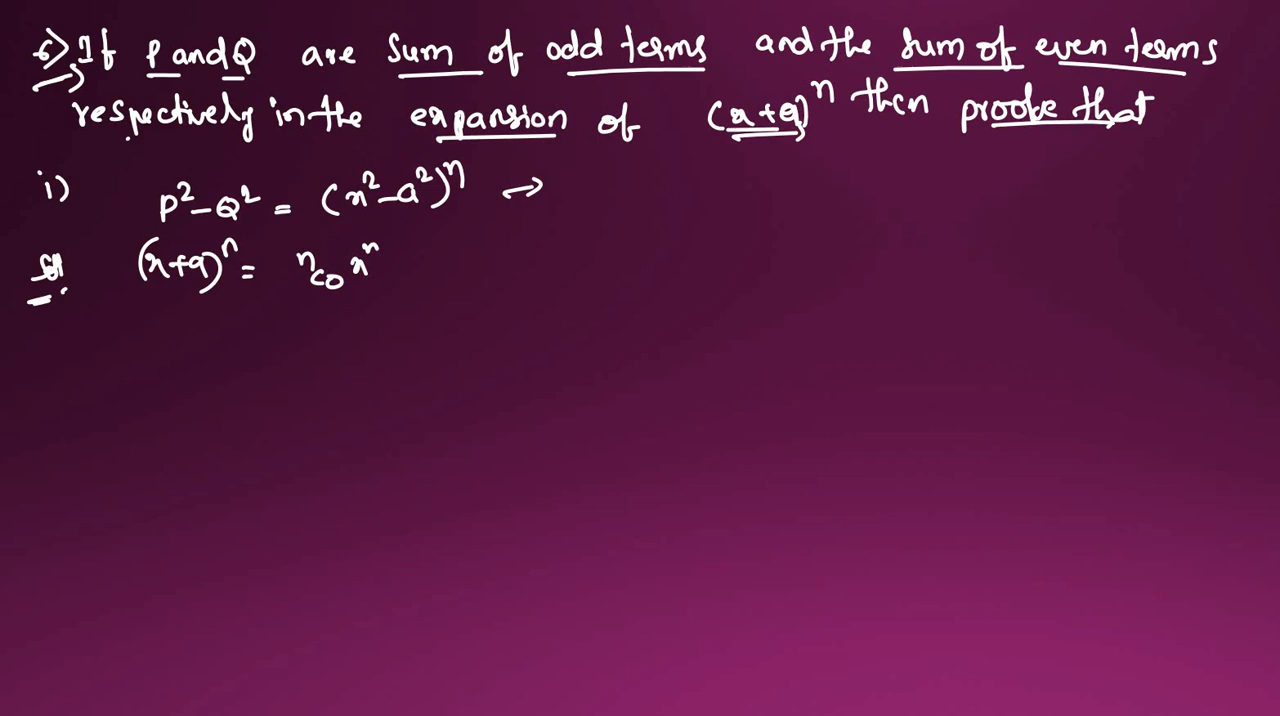 6) If P and Q are Sum of odd terms and the sum of even terms
respectively in the expansion of (x+a)^n then proobe that
i) P² - Q² = (x² - a²)^n →
Sol (x+a)^n = ⁿC₀ x^n